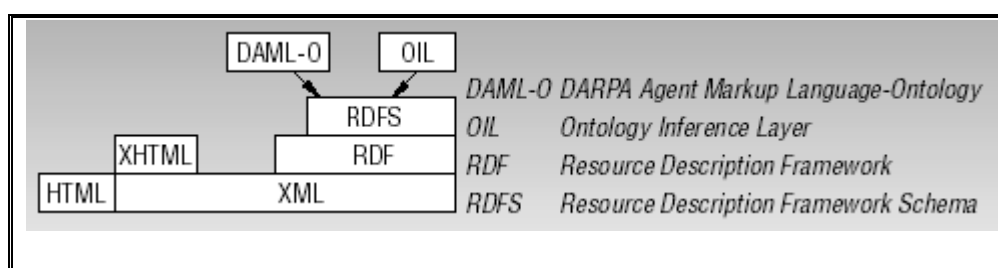 DAML-O OIL
DAML-O DARPA Agent Markup Language-Ontology
RDFS
OIL Ontology Inference Layer
XHTML RDF
RDF Resource Description Framework
HTML XML
RDFS Resource Description Framework Schema